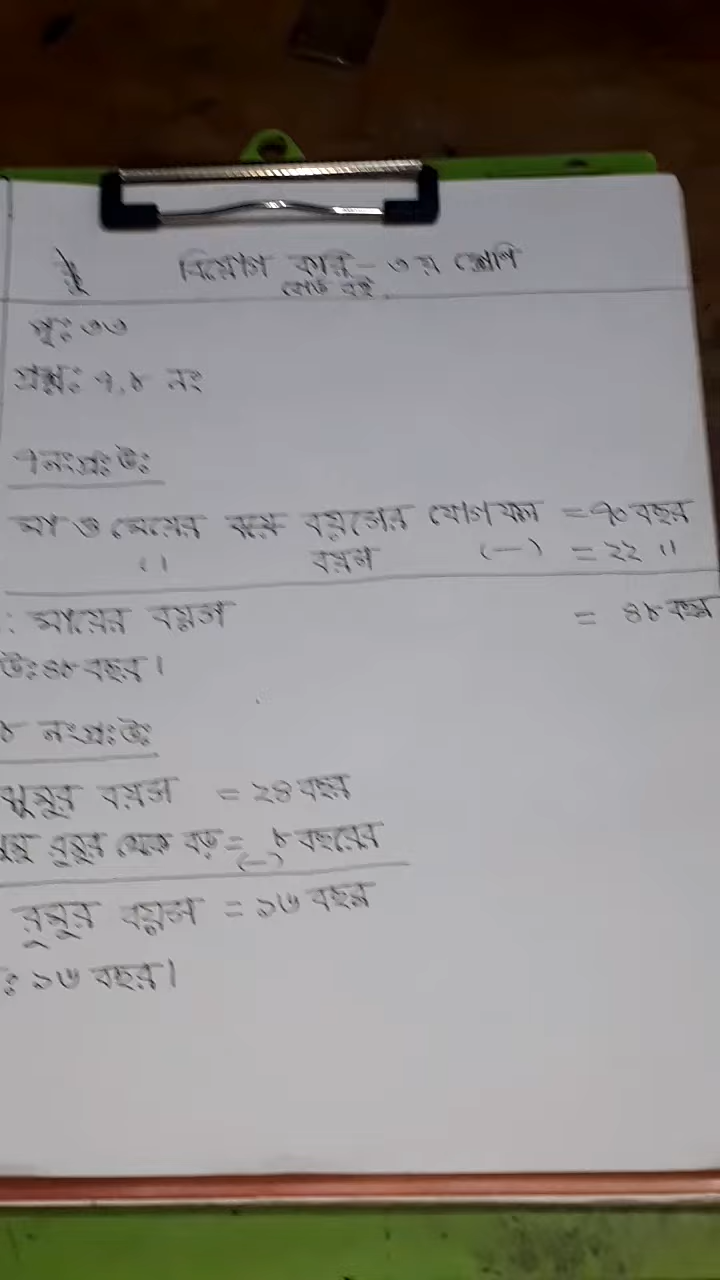 বিয়োগ করি - ৩য় শ্রেণি
বোর্ড বই
পৃ: ৩৩
প্রশ্ন: ৭,৮ নং
৭নংপ্র: উ:
মা ও মেয়ের বয়সের যোগফল = ৭০ বছর
" বয়স (—) = ২২ "
: মায়ের বয়স = ৪৮ বছর
উ: ৪৮ বছর।
৮ নংপ্র: উ:
ঝুনুর বয়স = ২৪ বছর
রুনুর থেকে বড় = ৮ বছরের
(—)
রুনুর বয়স = ১৬ বছর
: ১৬ বছর।